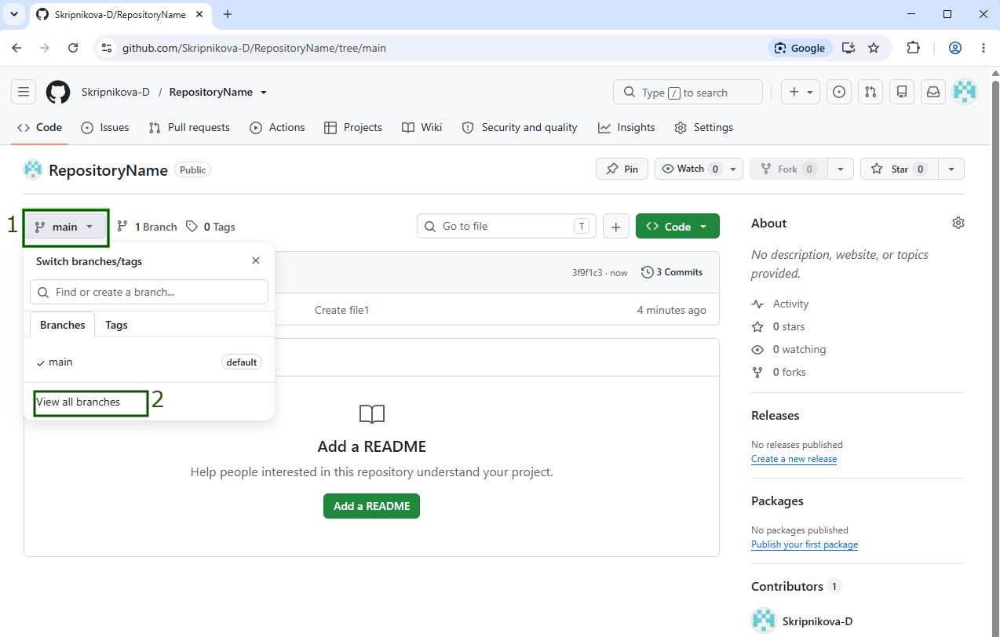 Skripnikova-D/RepositoryName
github.com/Skripnikova-D/RepositoryName/tree/main
Google
Skripnikova-D / RepositoryName
Type / to search
Code Issues Pull requests Actions Projects Wiki Security and quality Insights Settings
RepositoryName Public
Pin Watch 0 Fork 0 Star 0
1 main 1 Branch 0 Tags Go to file T + Code
Switch branches/tags
Find or create a branch...
Branches Tags
main default
View all branches 2
3f9f1c3 · now 3 Commits
Create file1 4 minutes ago
Add a README
Help people interested in this repository understand your project.
Add a README
About
No description, website, or topics
provided.
Activity
0 stars
0 watching
0 forks
Releases
No releases published
Create a new release
Packages
No packages published
Publish your first package
Contributors 1
Skripnikova-D